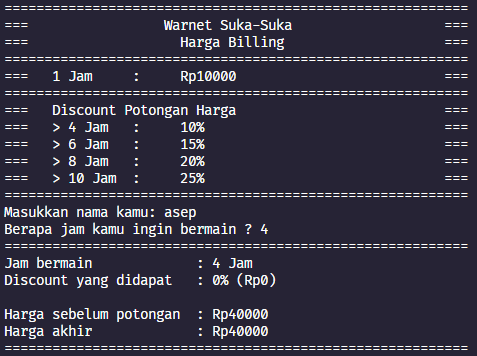 ==========================================================
===                 Warnet Suka-Suka                   ===
===                   Harga Billing                    ===
==========================================================
===   1 Jam     :     Rp10000                          ===
==========================================================
===   Discount Potongan Harga                          ===
===   > 4 Jam   :     10%                              ===
===   > 6 Jam   :     15%                              ===
===   > 8 Jam   :     20%                              ===
===   > 10 Jam  :     25%                              ===
==========================================================
Masukkan nama kamu: asep
Berapa jam kamu ingin bermain ? 4
==========================================================
Jam bermain             : 4 Jam
Discount yang didapat   : 0% (Rp0)

Harga sebelum potongan  : Rp40000
Harga akhir             : Rp40000
==========================================================